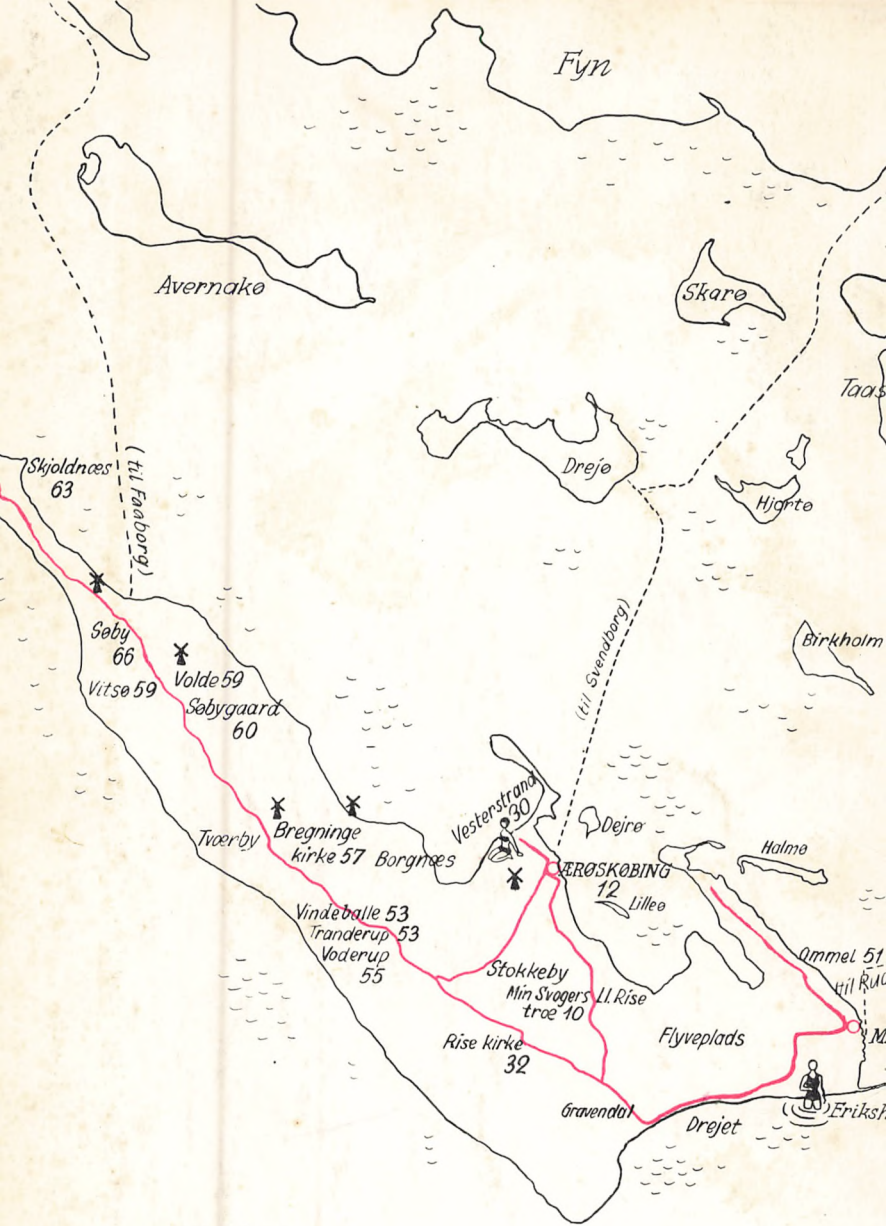 Fyn
Avernakø
Skarø
Taas
Skjoldnæs
63
(til Faaborg)
Drejø
Hjortø
Søby
66
Vitsø 59
Volde 59
Søbygaard
60
(til Svendborg)
Birkholm
Vesterstrand
30
Dejrø
Tværby
Bregninge
kirke 57
Borgnæs
ÆRØSKØBING
12
Halmø
Lilleø
Vindeballe 53
Tranderup 53
Voderup
55
Ommel 51
Stokkeby
Min Svogers
træ 10
Ll. Rise
til Rud
Rise kirke
32
Flyveplads
M
Gravendal
Drejet
Eriksh